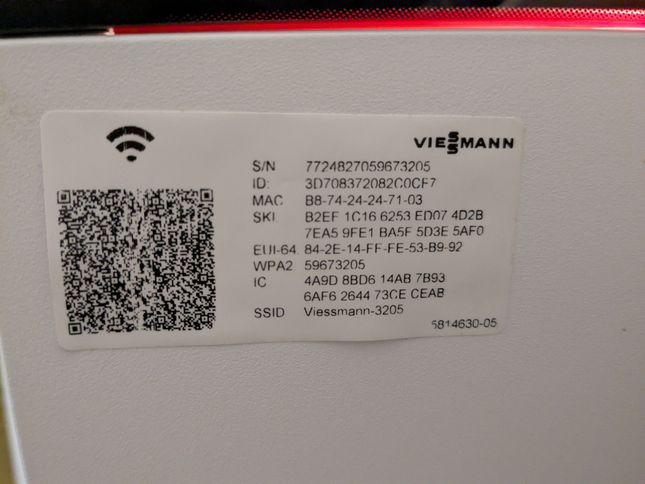 VIESSMANN
S/N 7724827059673205
ID: 3D708372082C0CF7
MAC B8-74-24-24-71-03
SKI B2EF 1C16 6253 ED07 4D2B
7EA5 9FE1 BA5F 5D3E 5AF0
EUI-64 84-2E-14-FF-FE-53-B9-92
WPA2 59673205
IC 4A9D 8BD6 14AB 7B93
6AF6 2644 73CE CEAB
SSID Viessmann-3205
5814630-05